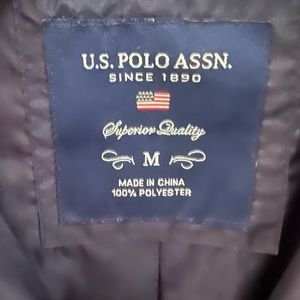 U.S. POLO ASSN.
SINCE 1890
Superior Quality
M
MADE IN CHINA
100% POLYESTER